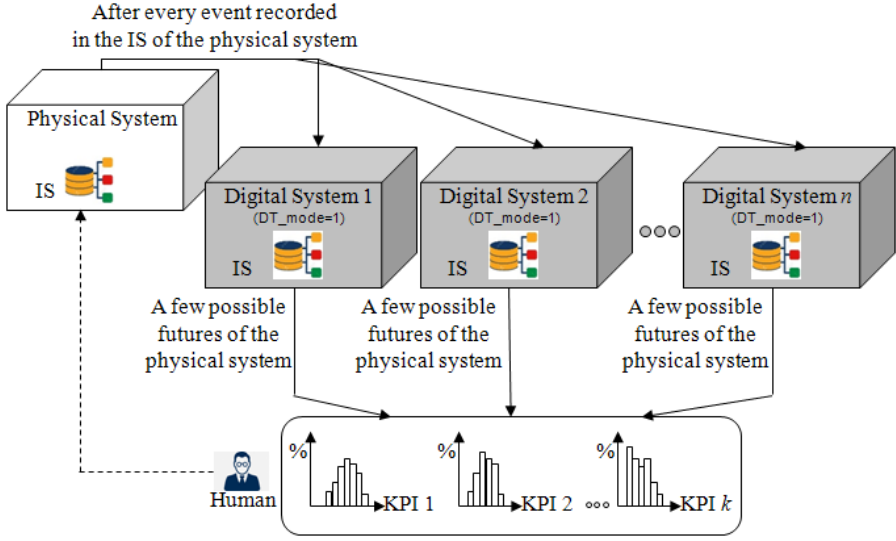 After every event recorded
in the IS of the physical system
Physical System
IS
Digital System 1
(DT_mode=1)
IS
Digital System 2
(DT_mode=1)
IS
Digital System n
(DT_mode=1)
IS
A few possible
futures of the
physical system
A few possible
futures of the
physical system
A few possible
futures of the
physical system
Human
%
KPI 1
%
KPI 2
%
KPI k